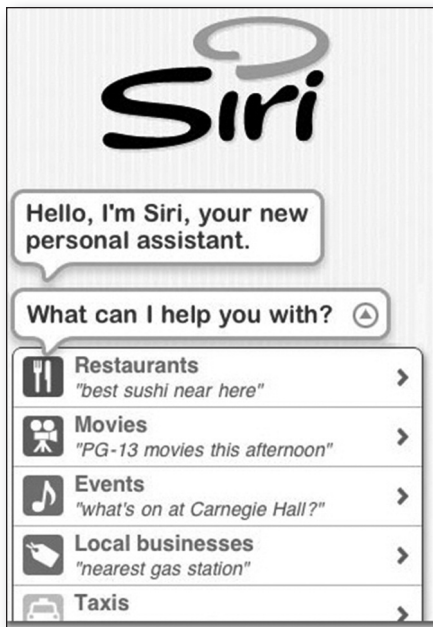 Siri
Hello, I'm Siri, your new
personal assistant.
What can I help you with?
Restaurants
"best sushi near here"
Movies
"PG-13 movies this afternoon"
Events
"what's on at Carnegie Hall?"
Local businesses
"nearest gas station"
Taxis